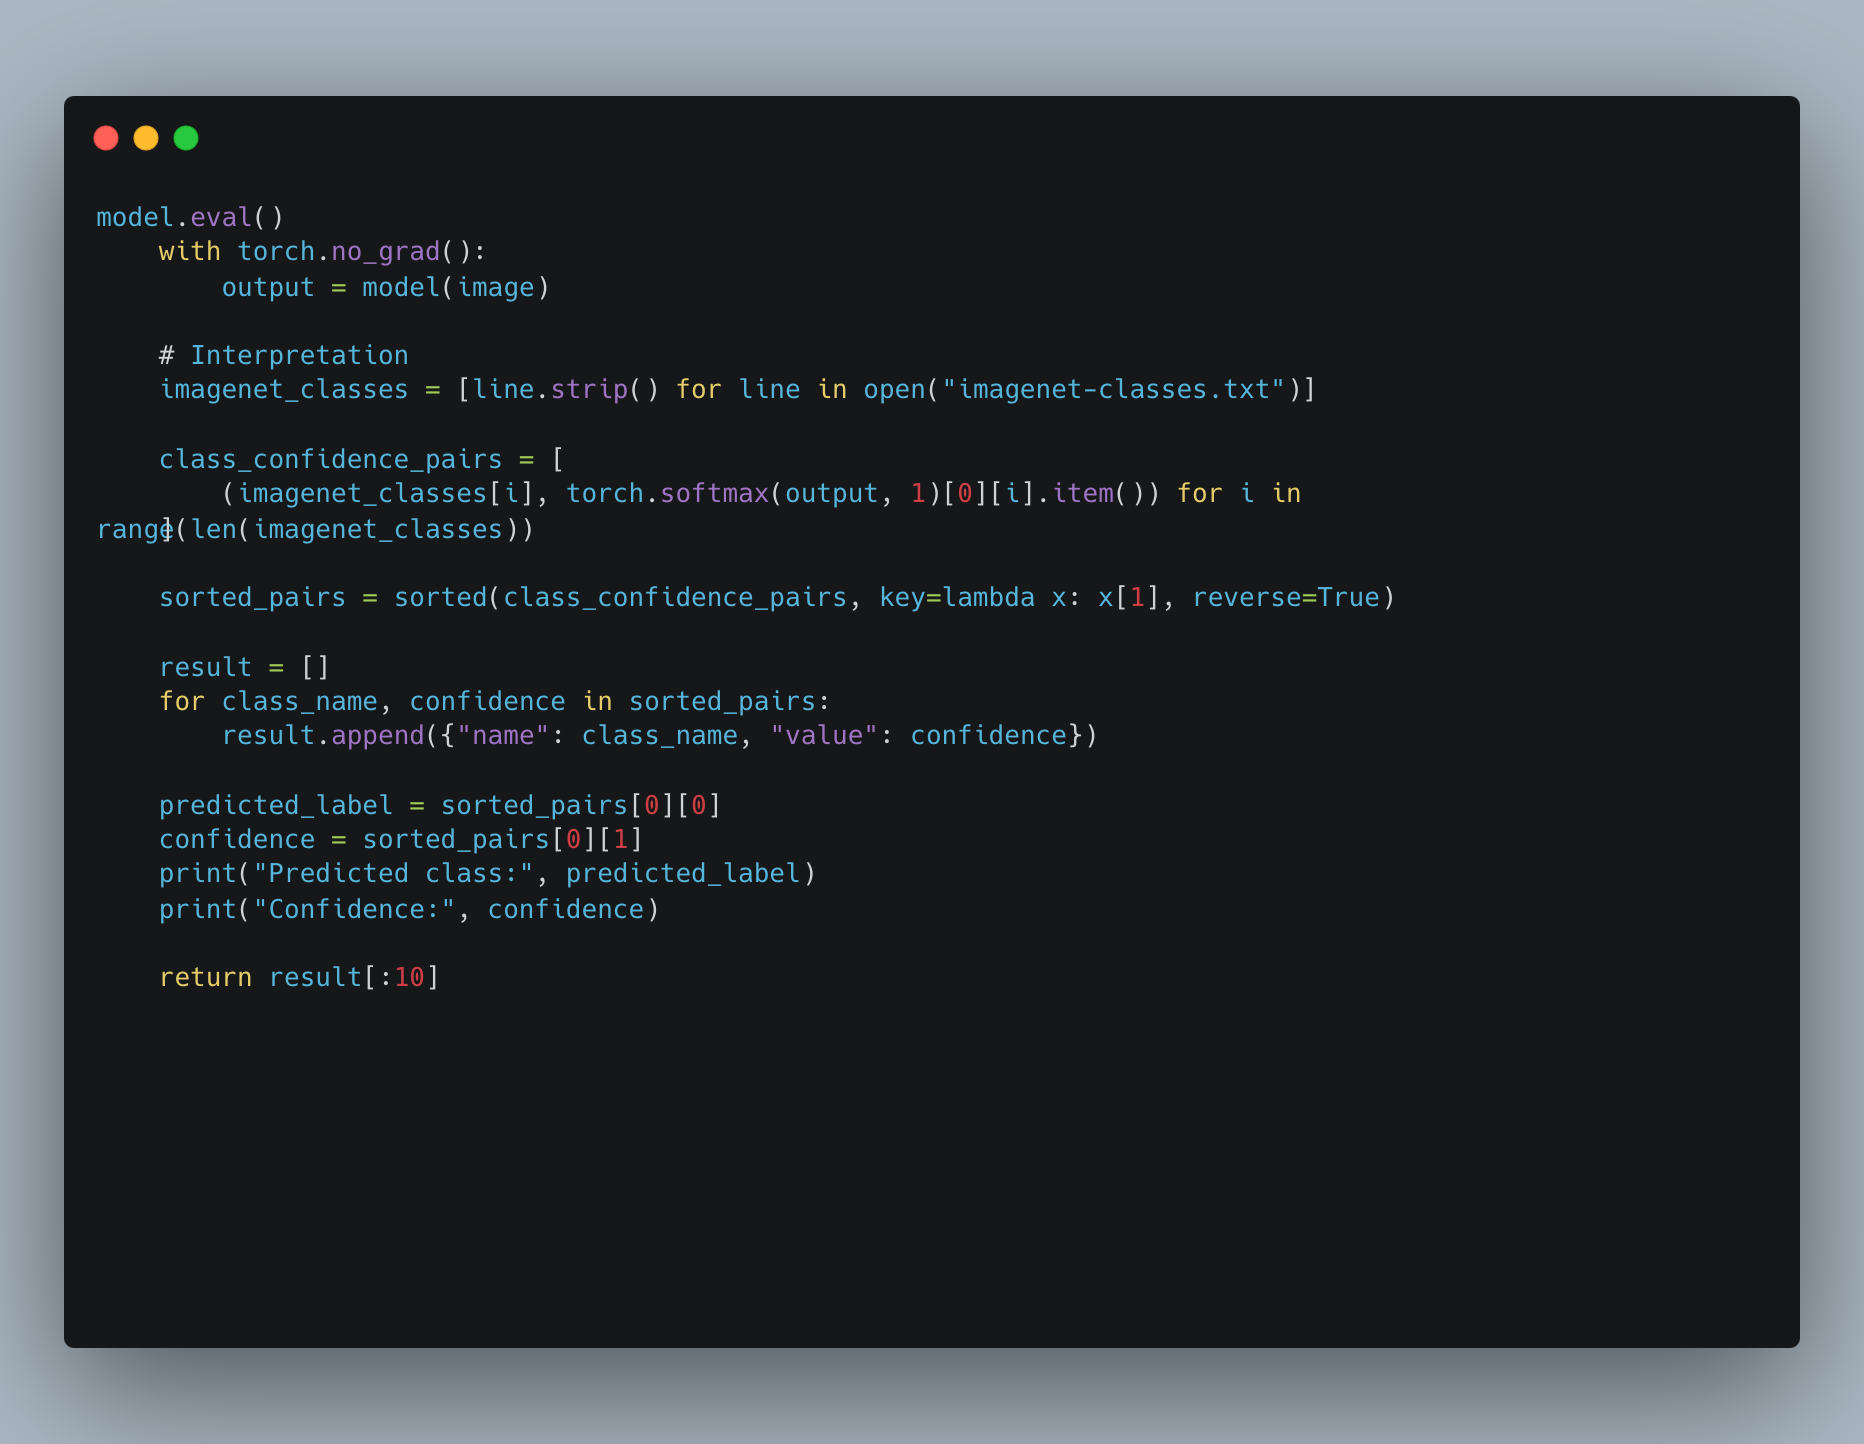 model.eval()
    with torch.no_grad():
        output = model(image)

    # Interpretation
    imagenet_classes = [line.strip() for line in open("imagenet-classes.txt")]

    class_confidence_pairs = [
        (imagenet_classes[i], torch.softmax(output, 1)[0][i].item()) for i in
range(len(imagenet_classes))
    ]

    sorted_pairs = sorted(class_confidence_pairs, key=lambda x: x[1], reverse=True)

    result = []
    for class_name, confidence in sorted_pairs:
        result.append({"name": class_name, "value": confidence})

    predicted_label = sorted_pairs[0][0]
    confidence = sorted_pairs[0][1]
    print("Predicted class:", predicted_label)
    print("Confidence:", confidence)

    return result[:10]